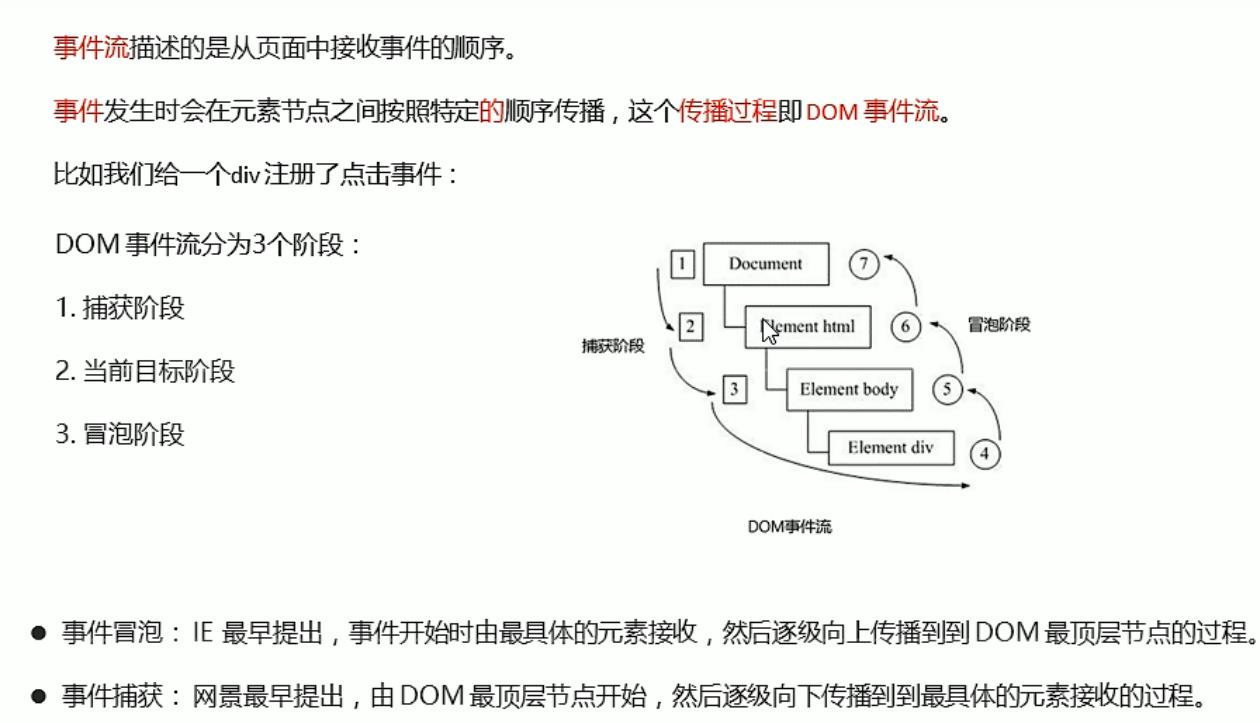 事件流描述的是从页面中接收事件的顺序。
事件发生时会在元素节点之间按照特定的顺序传播，这个传播过程即 DOM 事件流。
比如我们给一个div 注册了点击事件：
DOM 事件流分为3个阶段：
1. 捕获阶段
2. 当前目标阶段
3. 冒泡阶段
1 Document 7
2 lement html 6 冒泡阶段
捕获阶段
3 Element body 5
Element div 4
DOM事件流
● 事件冒泡： IE 最早提出，事件开始时由最具体的元素接收，然后逐级向上传播到到 DOM 最顶层节点的过程。
● 事件捕获： 网景最早提出，由 DOM 最顶层节点开始，然后逐级向下传播到到最具体的元素接收的过程。